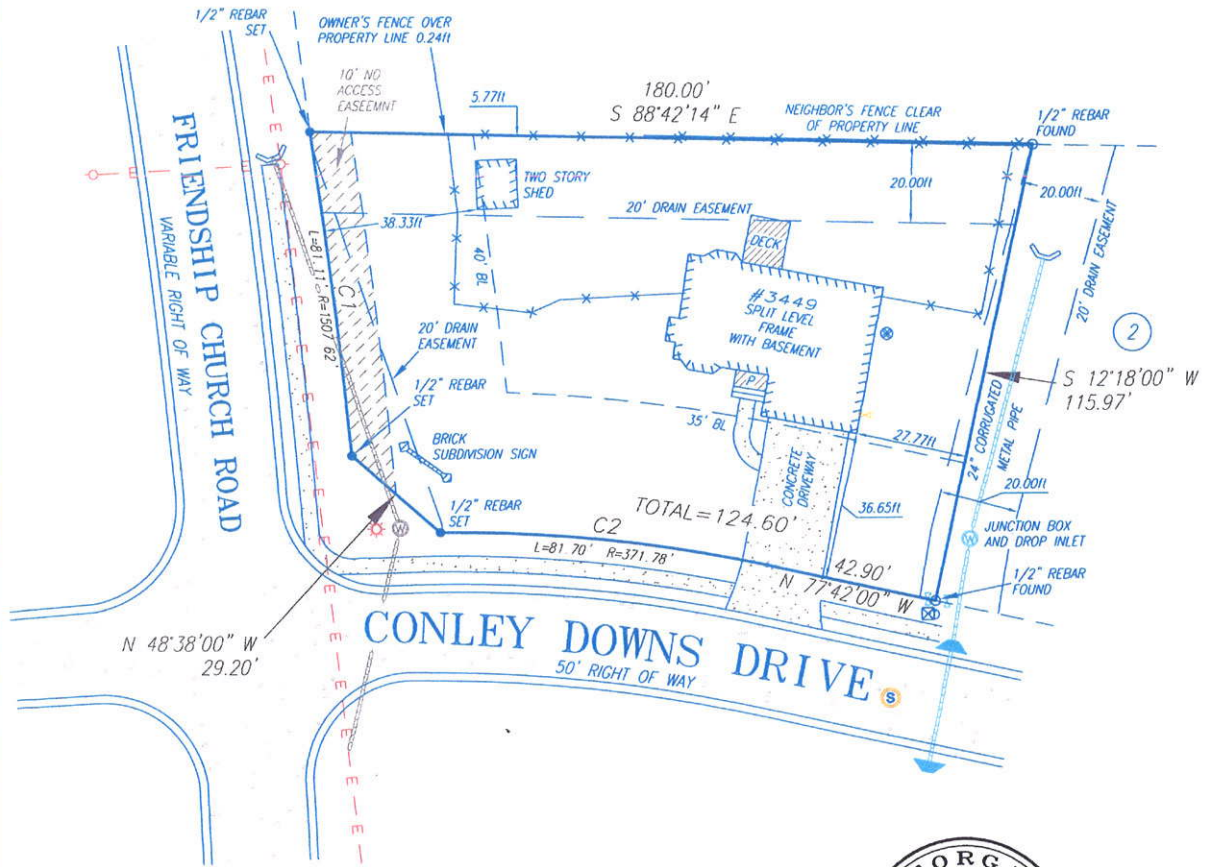 1/2" REBAR
SET
OWNER'S FENCE OVER
PROPERTY LINE 0.24ft
10' NO
ACCESS
EASEEMNT
5.77ft
180.00'
S 88°42'14" E
NEIGHBOR'S FENCE CLEAR
OF PROPERTY LINE
1/2" REBAR
FOUND
FRIENDSHIP CHURCH ROAD
VARIABLE RIGHT OF WAY
TWO STORY
SHED
20' DRAIN EASEMENT
20.00ft
20.00ft
20' DRAIN EASEMENT
38.33ft
L=81.11' R=1507.62'
C1
40' BL
DECK
#3449
SPLIT LEVEL
FRAME
WITH BASEMENT
P
2
20' DRAIN
EASEMENT
S 12°18'00" W
115.97'
1/2" REBAR
SET
BRICK
SUBDIVISION SIGN
35' BL
27.77ft
24" CORRUGATED
METAL PIPE
CONCRETE
DRIVEWAY
20.00ft
1/2" REBAR
SET
TOTAL=124.60'
C2
L=81.70' R=371.78'
36.65ft
JUNCTION BOX
AND DROP INLET
42.90'
N 77°42'00" W
1/2" REBAR
FOUND
W
W
N 48°38'00" W
29.20'
CONLEY DOWNS DRIVE
50' RIGHT OF WAY
S
E
E
E
E
E
E
E
E
E
E
E
E
ORG